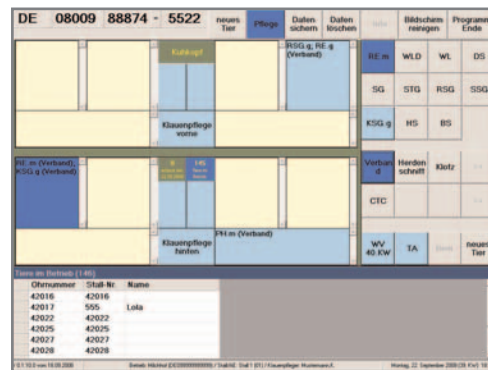 DE 08009 88874 - 5522
neues Tier
Pflege
Daten sichern
Daten löschen
Bildschirm reinigen
Programm Ende
Kuhkopf
RSG.g; RE.g (Verband)
Klauenpflege vorne
RE.m WLD WL DS
SG STG RSG SSG
KSG.g HS BS
RE.m (Verband); KSG.g (Verband)
145
Klauenpflege hinten
PH.m (Verband)
Verband
Herden schnitt
Klotz
CTC
WV 40.KW
TA
neues Tier
Tiere im Betrieb (146)
Ohrnummer Stall-Nr. Name
42016 42016
42017 555 Lola
42022 42022
42025 42025
42027 42027
42028 42028